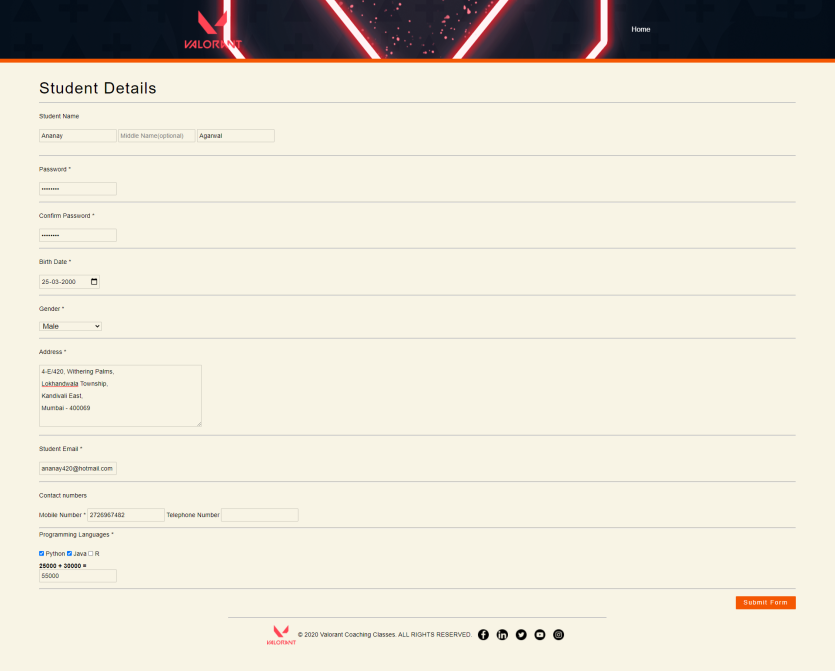 VALORANT
Home
Student Details
Student Name
Ananay Middle Name(optional) Agarwal
Password *
••••••••
Confirm Password *
••••••••
Birth Date *
25-03-2000
Gender *
Male
Address *
4-E/420, Withering Palms,
Lokhandwala Township,
Kandivali East,
Mumbai - 400069
Student Email *
ananay420@hotmail.com
Contact numbers
Mobile Number * 2726967482 Telephone Number
Programming Languages *
Python Java R
25000 + 30000 =
55000
Submit Form
VALORANT © 2020 Valorant Coaching Classes. ALL RIGHTS RESERVED.